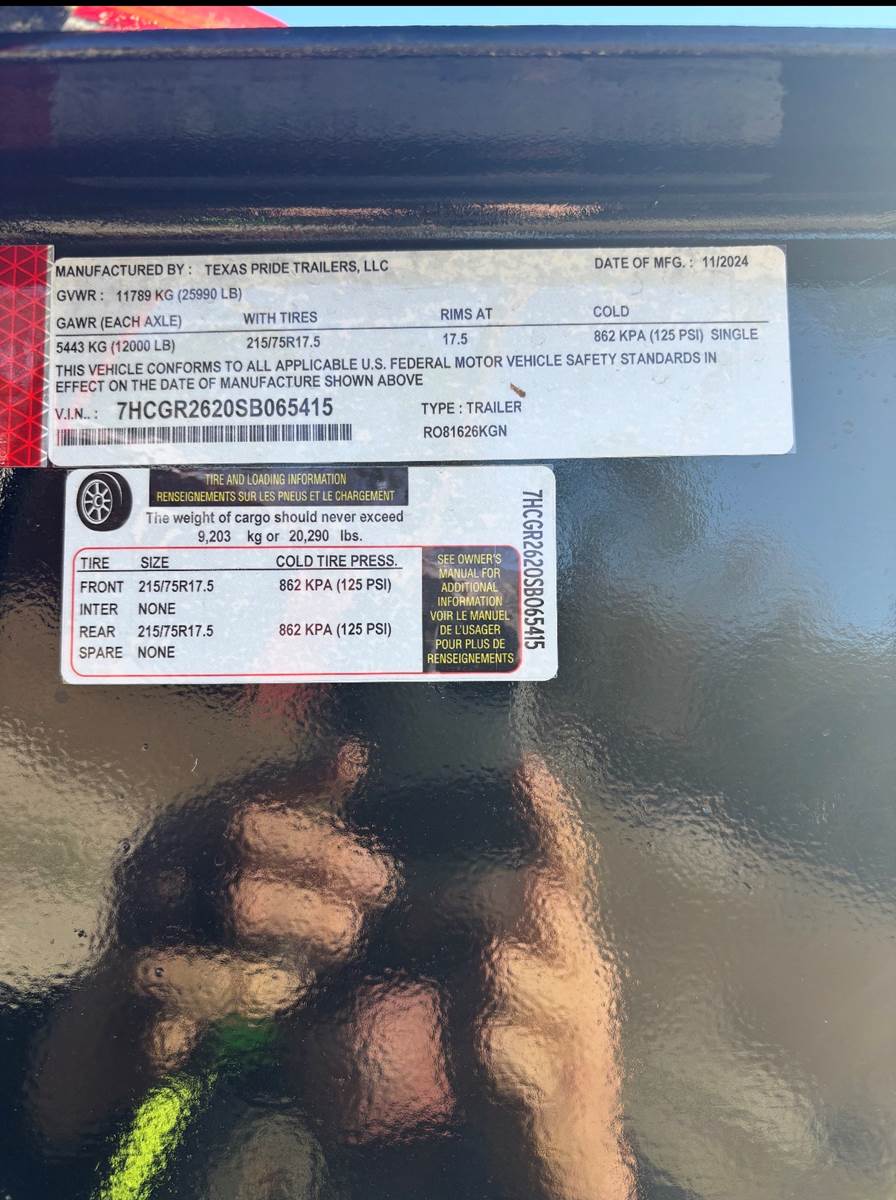 MANUFACTURED BY : TEXAS PRIDE TRAILERS, LLC DATE OF MFG. : 11/2024
GVWR : 11789 KG (25990 LB)
GAWR (EACH AXLE) WITH TIRES RIMS AT COLD
5443 KG (12000 LB) 215/75R17.5 17.5 862 KPA (125 PSI) SINGLE
THIS VEHICLE CONFORMS TO ALL APPLICABLE U.S. FEDERAL MOTOR VEHICLE SAFETY STANDARDS IN
EFFECT ON THE DATE OF MANUFACTURE SHOWN ABOVE
V.I.N.. : 7HCGR2620SB065415 TYPE : TRAILER
RO81626KGN
TIRE AND LOADING INFORMATION
RENSEIGNEMENTS SUR LES PNEUS ET LE CHARGEMENT
The weight of cargo should never exceed
9,203 kg or 20,290 lbs.
TIRE SIZE COLD TIRE PRESS.
FRONT 215/75R17.5 862 KPA (125 PSI)
INTER NONE
REAR 215/75R17.5 862 KPA (125 PSI)
SPARE NONE
SEE OWNER'S
MANUAL FOR
ADDITIONAL
INFORMATION
VOIR LE MANUEL
DE L'USAGER
POUR PLUS DE
RENSEIGNEMENTS
7HCGR2620SB065415